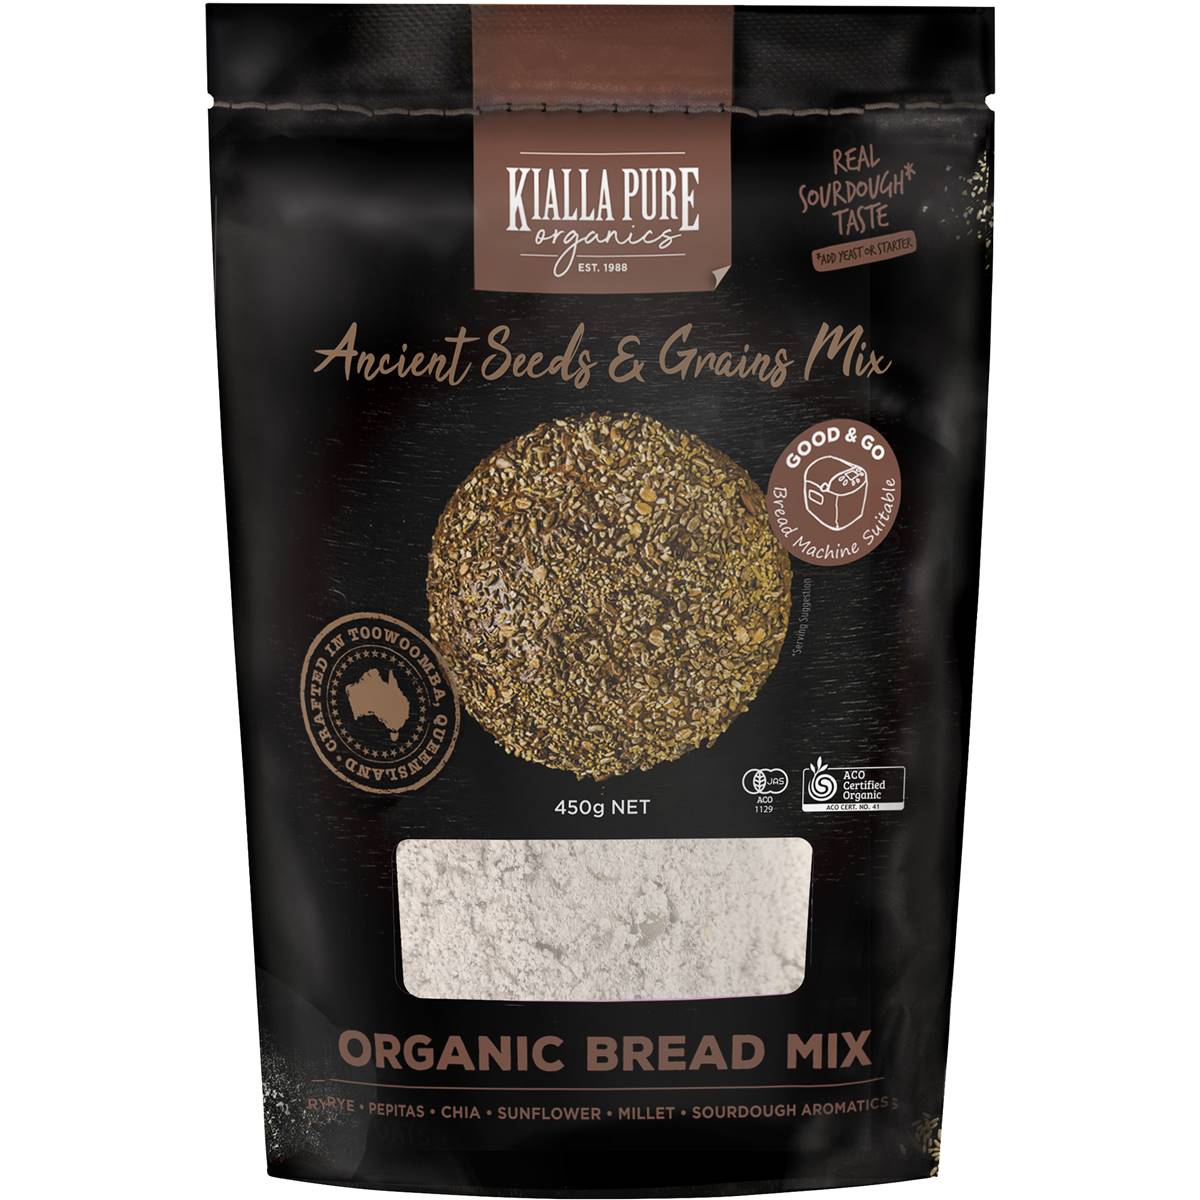 KIALLA PURE
organics
EST. 1988
REAL
SOURDOUGH*
TASTE
*ADD YEAST OR STARTER
Ancient Seeds & Grains Mix
GOOD & GO
Bread Machine Suitable
*Serving Suggestion
CRAFTED IN TOOWOOMBA, QUEENSLAND •
JAS
ACO
1129
ACO
Certified
Organic
ACO CERT. NO. 41
450g NET
ORGANIC BREAD MIX
RYRYE • PEPITAS • CHIA • SUNFLOWER • MILLET • SOURDOUGH AROMATICS S